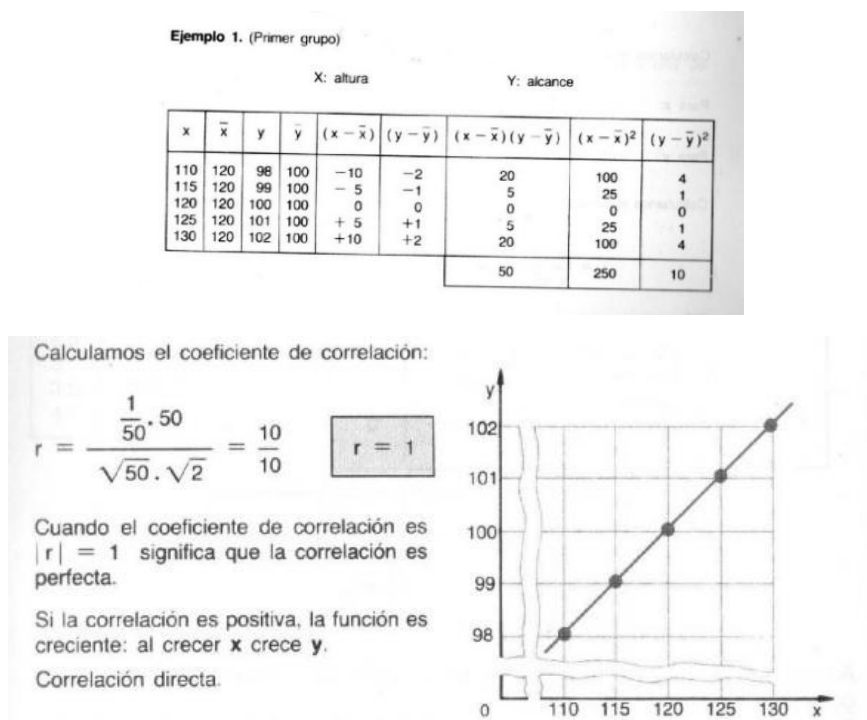 Ejemplo 1. (Primer grupo)
X: altura Y: alcance
x x̄ y ȳ (x − x̄) (y − ȳ) (x − x̄)(y − ȳ) (x − x̄)² (y − ȳ)²
110 120 98 100 −10 −2 20 100 4
115 120 99 100 − 5 −1 5 25 1
120 120 100 100 0 0 0 0 0
125 120 101 100 + 5 +1 5 25 1
130 120 102 100 +10 +2 20 100 4
50 250 10
Calculamos el coeficiente de correlación:
r = (1/50 . 50) / (√50 . √2) = 10/10
r = 1
Cuando el coeficiente de correlación es
|r| = 1 significa que la correlación es
perfecta.
Si la correlación es positiva, la función es
creciente: al crecer x crece y.
Correlación directa.
y
102
101
100
99
98
0 110 115 120 125 130 x